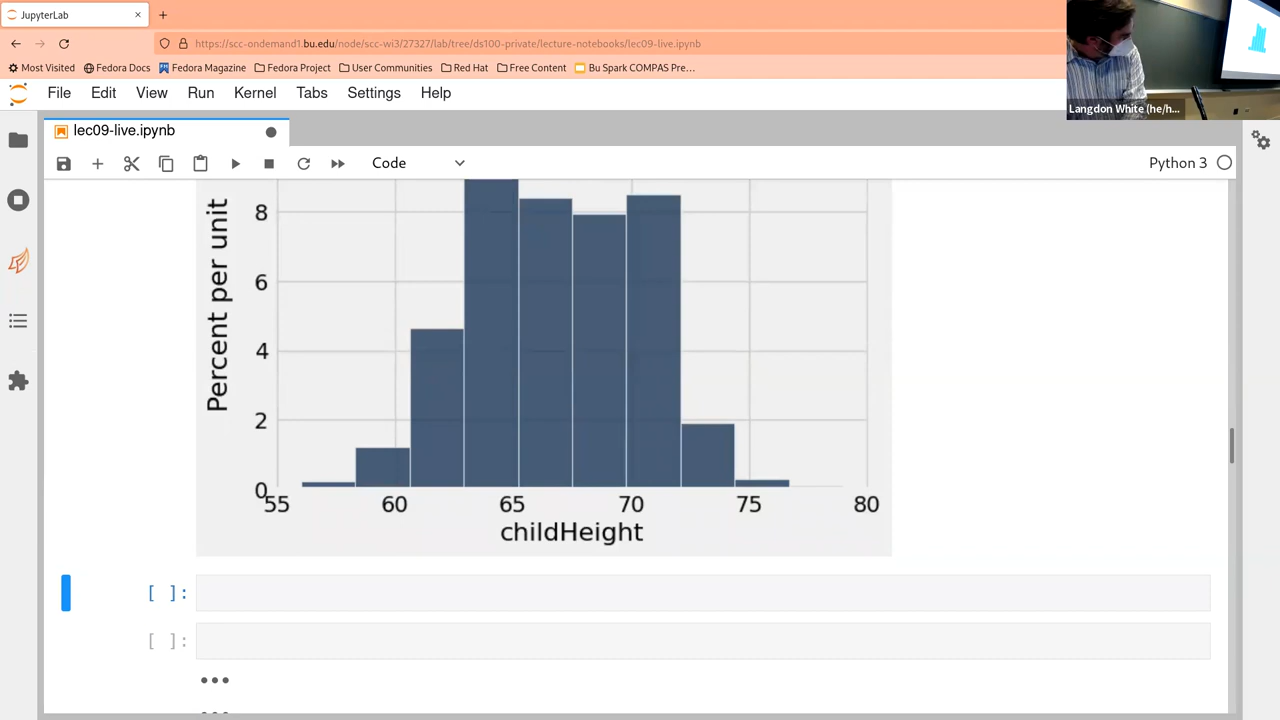 JupyterLab
https://scc-ondemand1.bu.edu/node/scc-wi3/27327/lab/tree/ds100-private/lecture-notebooks/lec09-live.ipynb
Most Visited Fedora Docs Fedora Magazine Fedora Project User Communities Red Hat Free Content Bu Spark COMPAS Pre…
Langdon White (he/h...
File Edit View Run Kernel Tabs Settings Help
lec09-live.ipynb
Code
Python 3
Percent per unit
8
6
4
2
0
55 60 65 70 75 80
childHeight
[ ]:
[ ]: